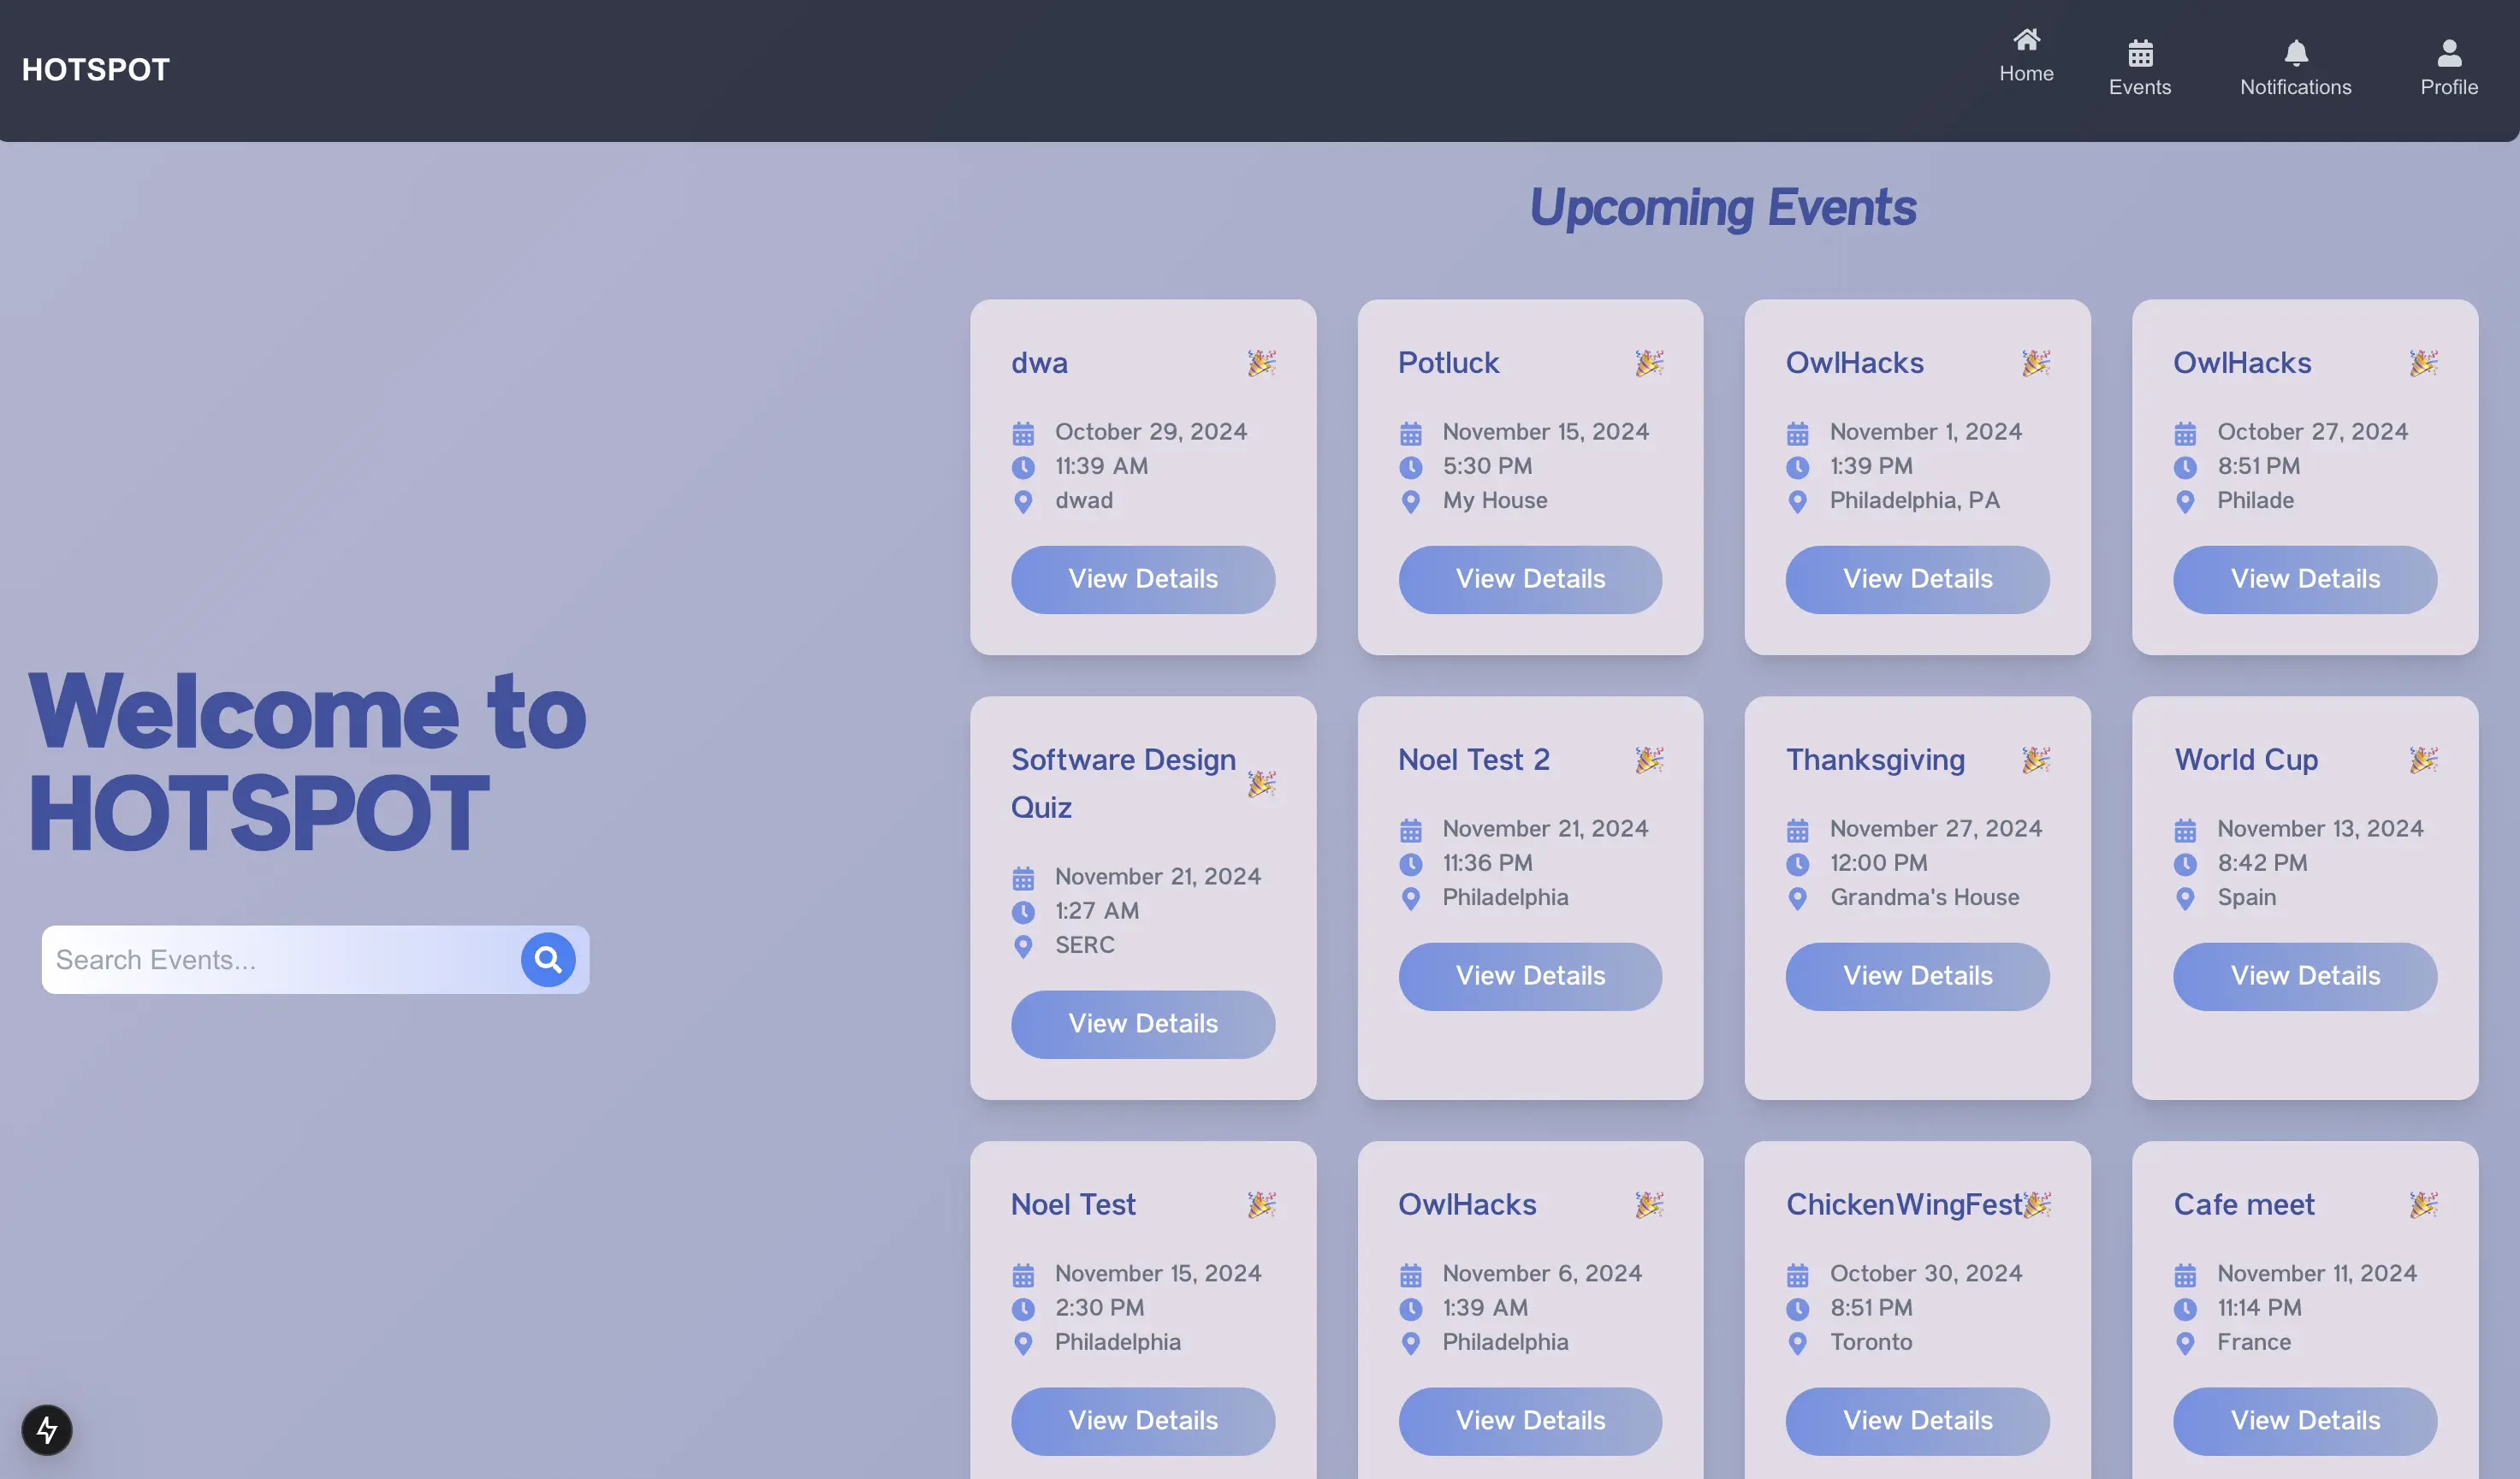 HOTSPOT
Home
Events
Notifications
Profile
Welcome to
HOTSPOT
Search Events...
Upcoming Events
dwa
October 29, 2024
11:39 AM
dwad
View Details
Potluck
November 15, 2024
5:30 PM
My House
View Details
OwlHacks
November 1, 2024
1:39 PM
Philadelphia, PA
View Details
OwlHacks
October 27, 2024
8:51 PM
Philade
View Details
Software Design
Quiz
November 21, 2024
1:27 AM
SERC
View Details
Noel Test 2
November 21, 2024
11:36 PM
Philadelphia
View Details
Thanksgiving
November 27, 2024
12:00 PM
Grandma's House
View Details
World Cup
November 13, 2024
8:42 PM
Spain
View Details
Noel Test
November 15, 2024
2:30 PM
Philadelphia
View Details
OwlHacks
November 6, 2024
1:39 AM
Philadelphia
View Details
ChickenWingFest
October 30, 2024
8:51 PM
Toronto
View Details
Cafe meet
November 11, 2024
11:14 PM
France
View Details